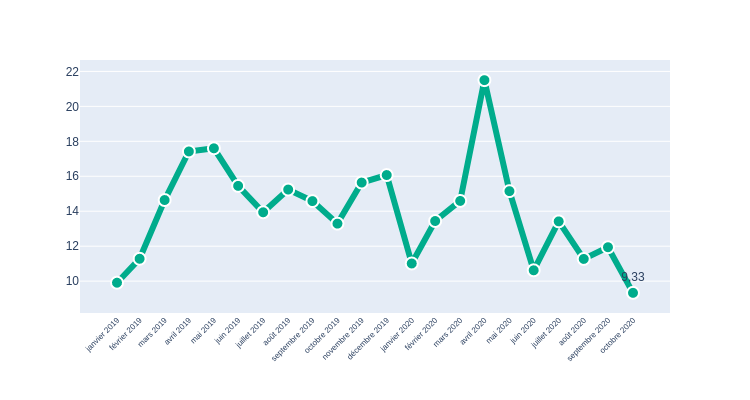 22
20
18
16
14
12
10
9.33
janvier 2019
février 2019
mars 2019
avril 2019
mai 2019
juin 2019
juillet 2019
août 2019
septembre 2019
octobre 2019
novembre 2019
décembre 2019
janvier 2020
février 2020
mars 2020
avril 2020
mai 2020
juin 2020
juillet 2020
août 2020
septembre 2020
octobre 2020